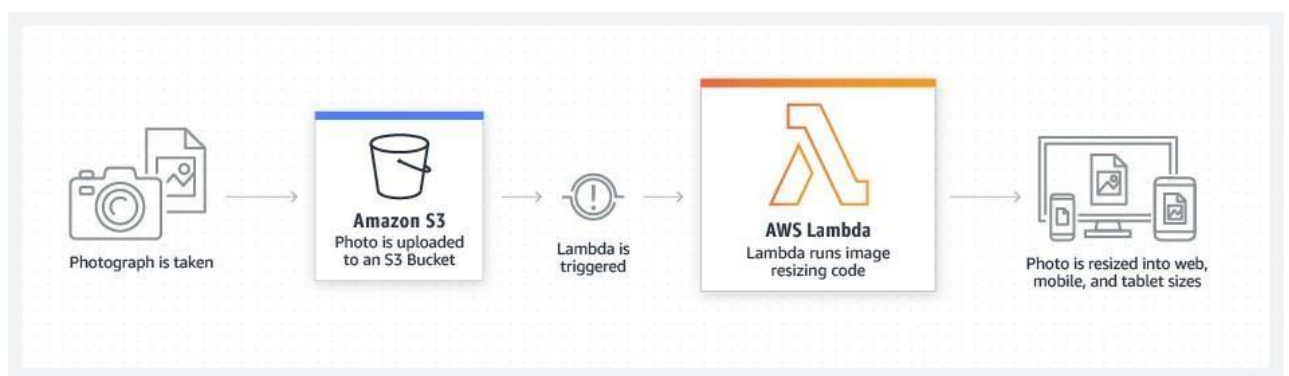 Photograph is taken
Amazon S3
Photo is uploaded
to an S3 Bucket
Lambda is
triggered
AWS Lambda
Lambda runs image
resizing code
Photo is resized into web,
mobile, and tablet sizes